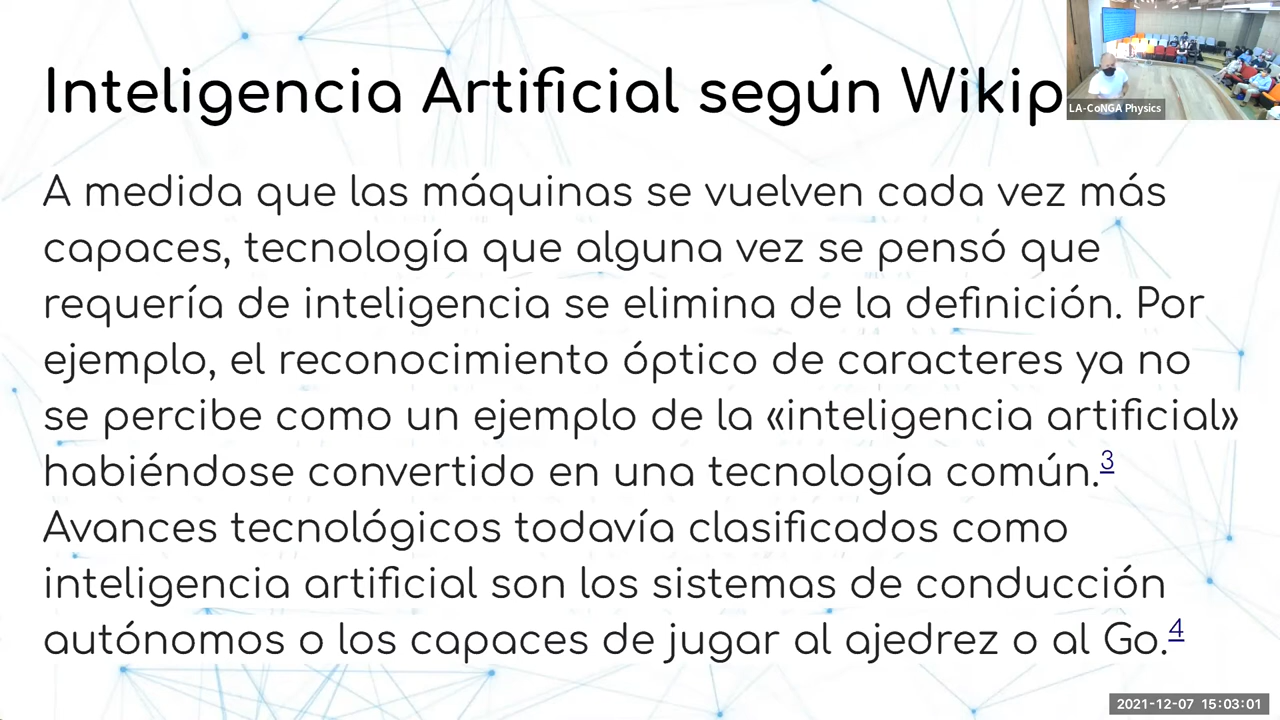 Inteligencia Artificial según Wikip
LA-CoNGA Physics
A medida que las máquinas se vuelven cada vez más
capaces, tecnología que alguna vez se pensó que
requería de inteligencia se elimina de la definición. Por
ejemplo, el reconocimiento óptico de caracteres ya no
se percibe como un ejemplo de la «inteligencia artificial»
habiéndose convertido en una tecnología común.3
Avances tecnológicos todavía clasificados como
inteligencia artificial son los sistemas de conducción
autónomos o los capaces de jugar al ajedrez o al Go.4
2021-12-07 15:03:01